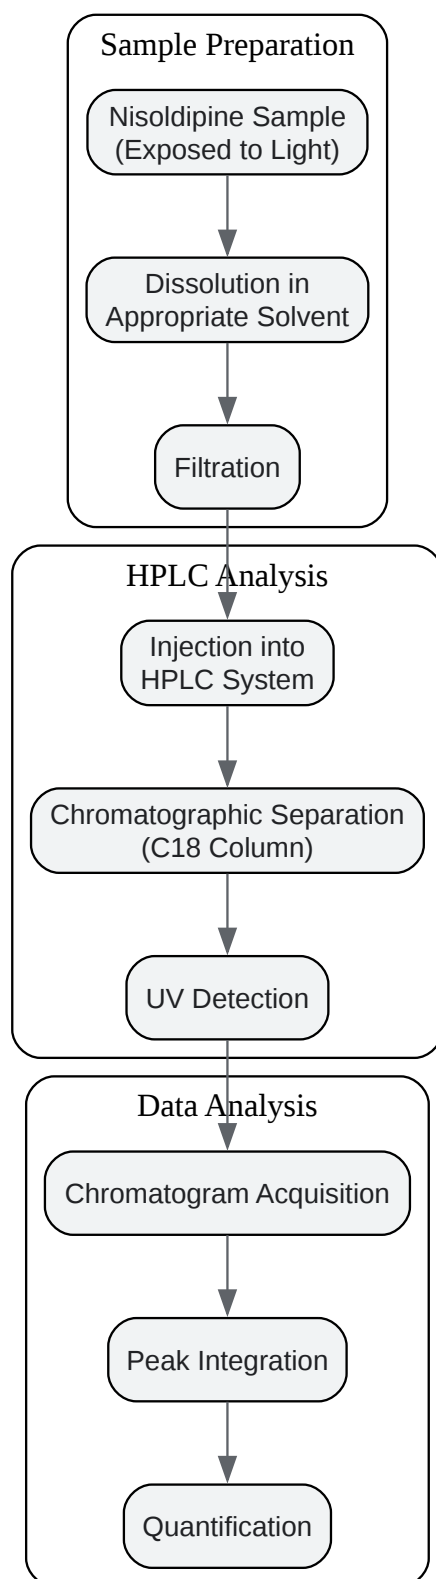 Sample Preparation
Nisoldipine Sample
(Exposed to Light)
Dissolution in
Appropriate Solvent
Filtration
HPLC Analysis
Injection into
HPLC System
Chromatographic Separation
(C18 Column)
UV Detection
Data Analysis
Chromatogram Acquisition
Peak Integration
Quantification